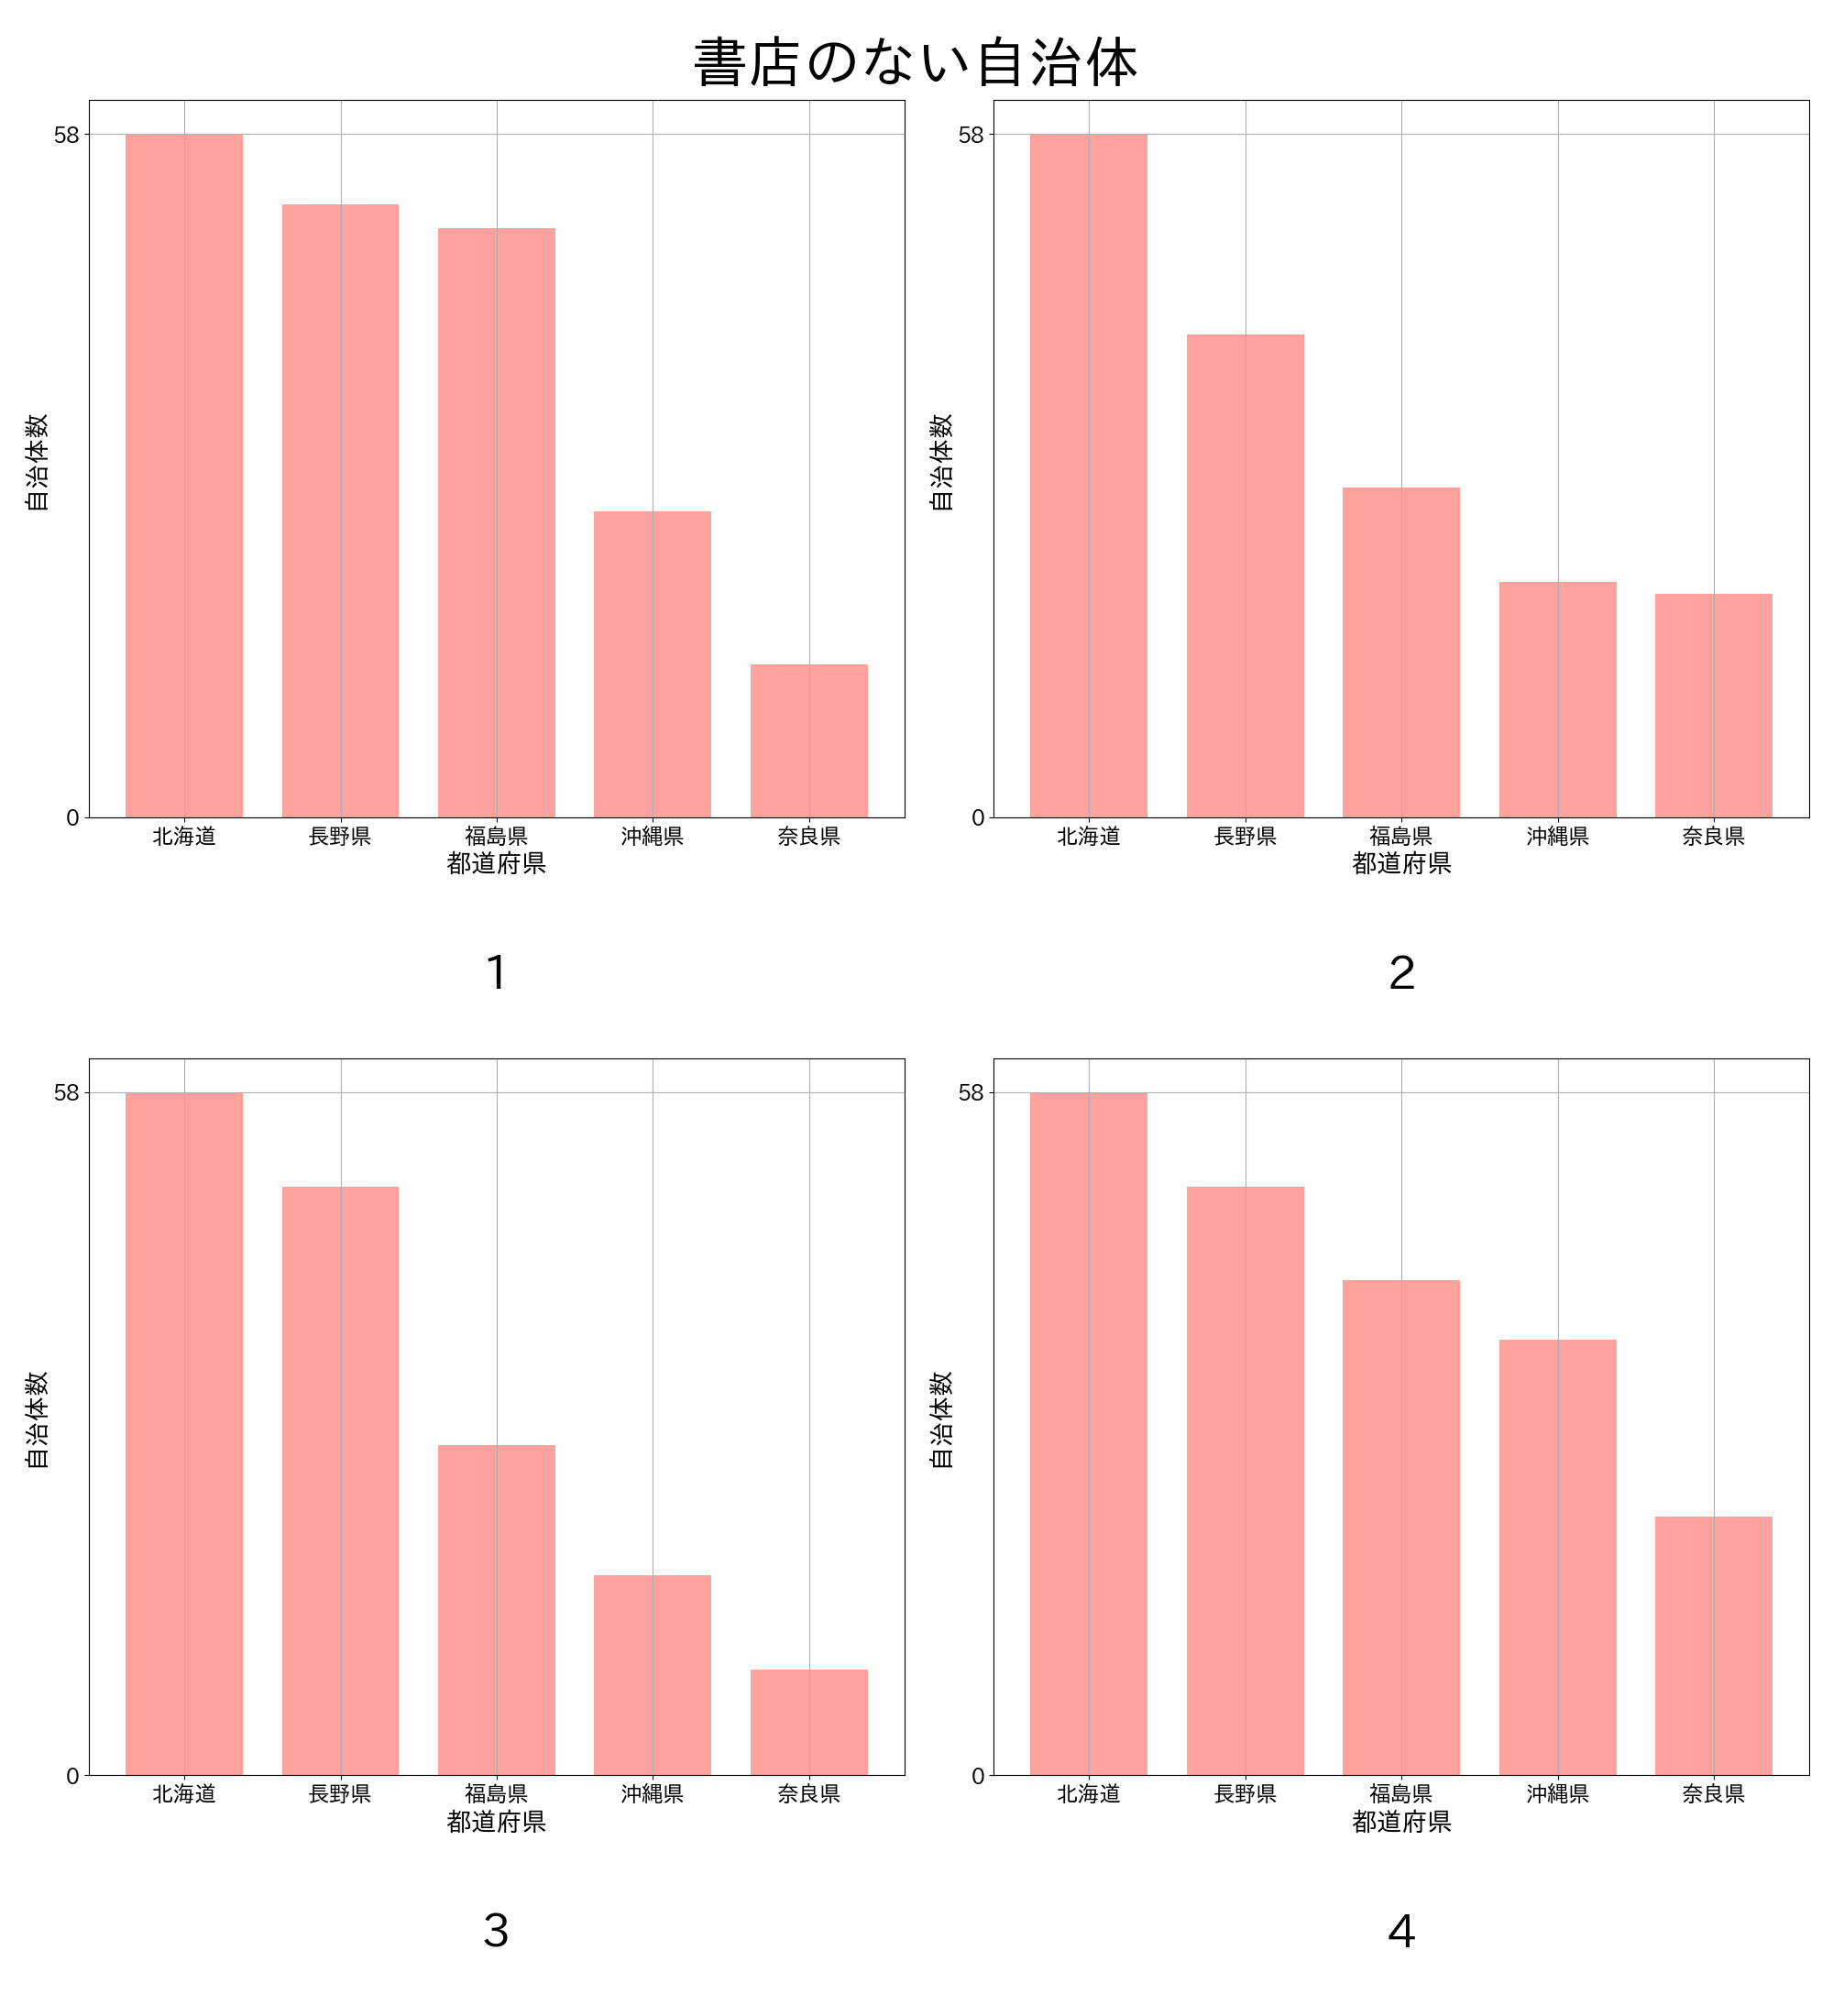 書店のない自治体
58
0
自治体数
北海道 長野県 福島県 沖縄県 奈良県
都道府県
1
58
0
自治体数
北海道 長野県 福島県 沖縄県 奈良県
都道府県
2
58
0
自治体数
北海道 長野県 福島県 沖縄県 奈良県
都道府県
3
58
0
自治体数
北海道 長野県 福島県 沖縄県 奈良県
都道府県
4